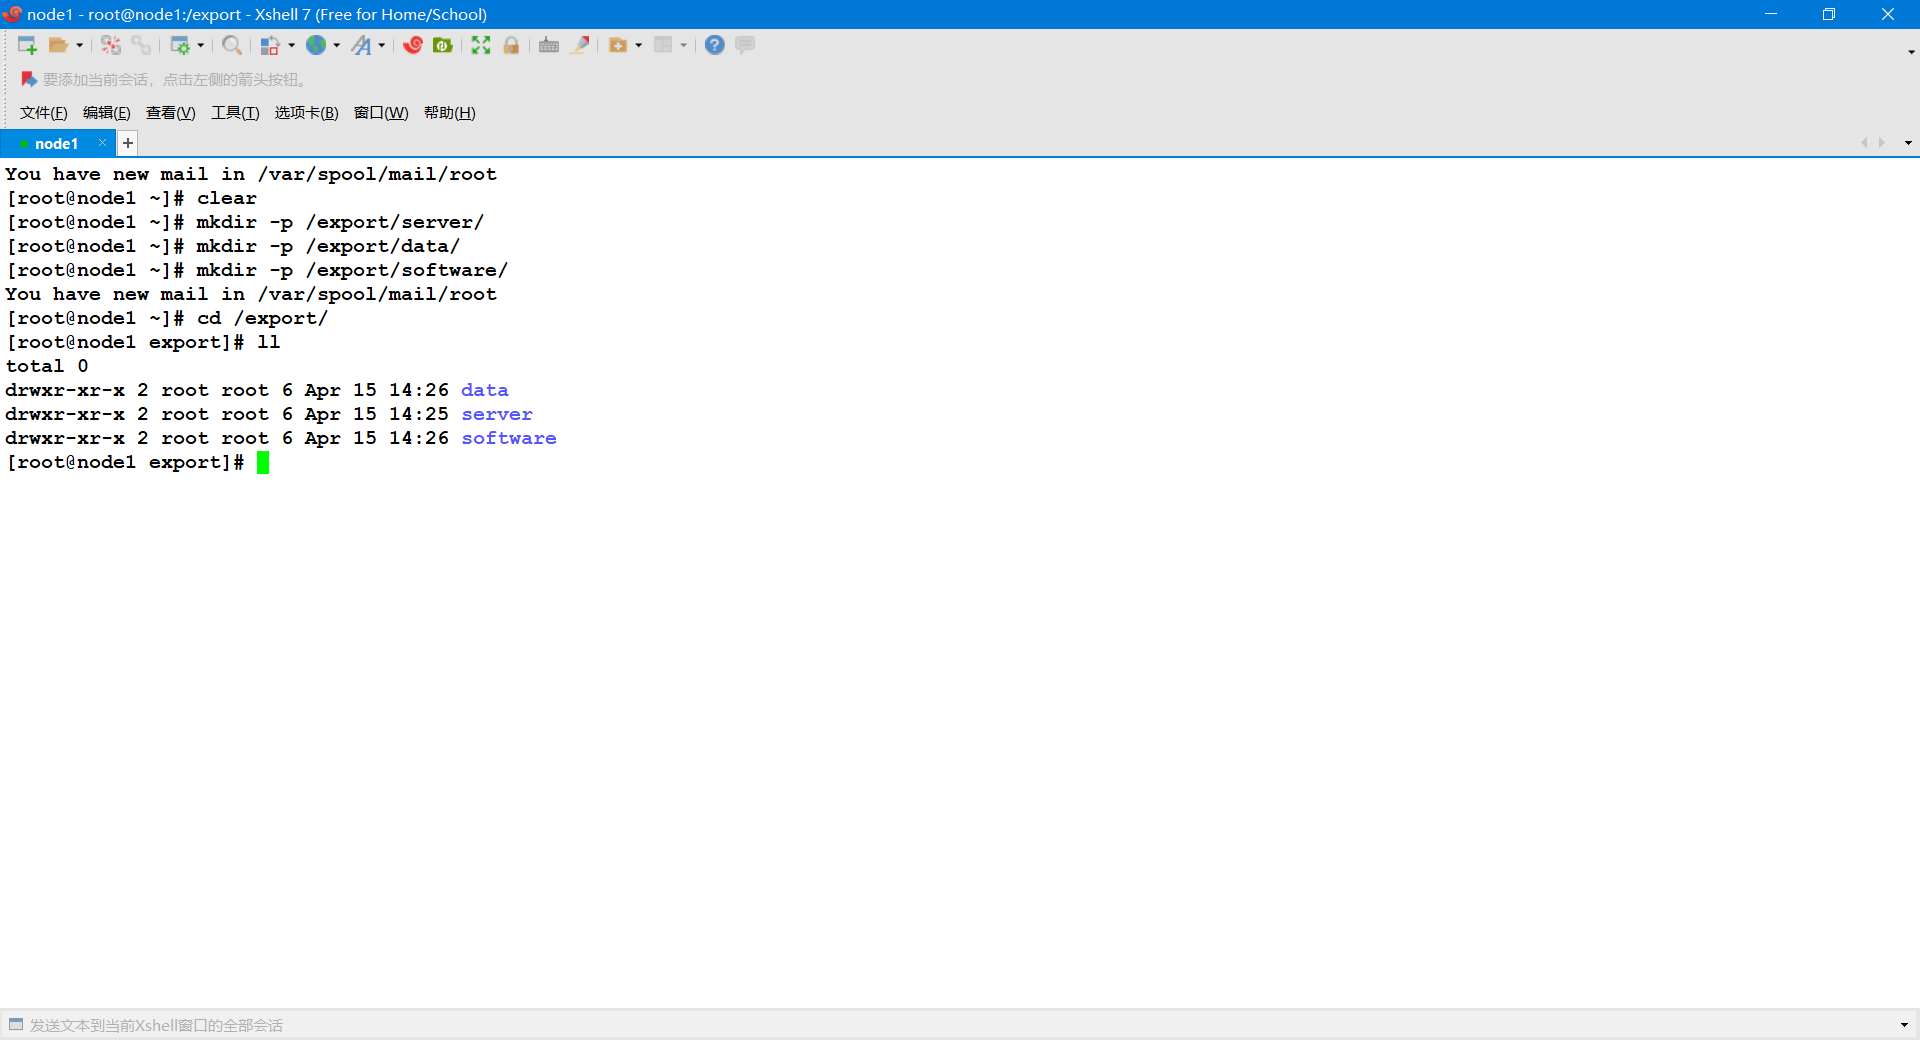 node1 - root@node1:/export - Xshell 7 (Free for Home/School)
要添加当前会话，点击左侧的箭头按钮。
文件(F) 编辑(E) 查看(V) 工具(T) 选项卡(B) 窗口(W) 帮助(H)
node1
You have new mail in /var/spool/mail/root
[root@node1 ~]# clear
[root@node1 ~]# mkdir -p /export/server/
[root@node1 ~]# mkdir -p /export/data/
[root@node1 ~]# mkdir -p /export/software/
You have new mail in /var/spool/mail/root
[root@node1 ~]# cd /export/
[root@node1 export]# ll
total 0
drwxr-xr-x 2 root root 6 Apr 15 14:26 data
drwxr-xr-x 2 root root 6 Apr 15 14:25 server
drwxr-xr-x 2 root root 6 Apr 15 14:26 software
[root@node1 export]#
发送文本到当前Xshell窗口的全部会话